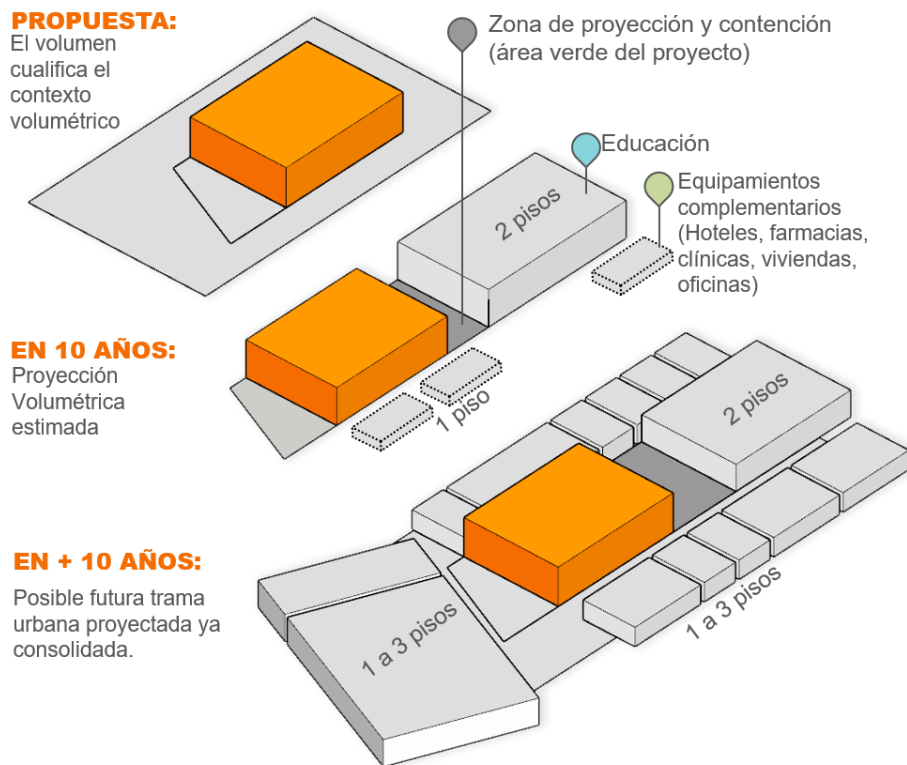 PROPUESTA:
El volumen
cualifica el
contexto
volumétrico
Zona de proyección y contención
(área verde del proyecto)
Educación
2 pisos
Equipamientos
complementarios
(Hoteles, farmacias,
clínicas, viviendas,
oficinas)
EN 10 AÑOS:
Proyección
Volumétrica
estimada
1 piso
2 pisos
EN + 10 AÑOS:
Posible futura trama
urbana proyectada ya
consolidada.
1 a 3 pisos
1 a 3 pisos